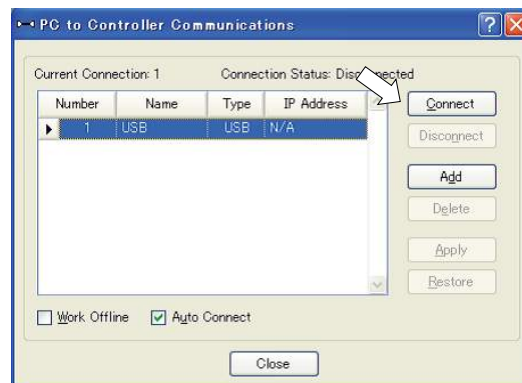 PC to Controller Communications
Current Connection: 1 Connection Status: Disconnected
Number Name Type IP Address
1 USB USB N/A
Connect
Disconnect
Add
Delete
Apply
Restore
Work Offline Auto Connect
Close